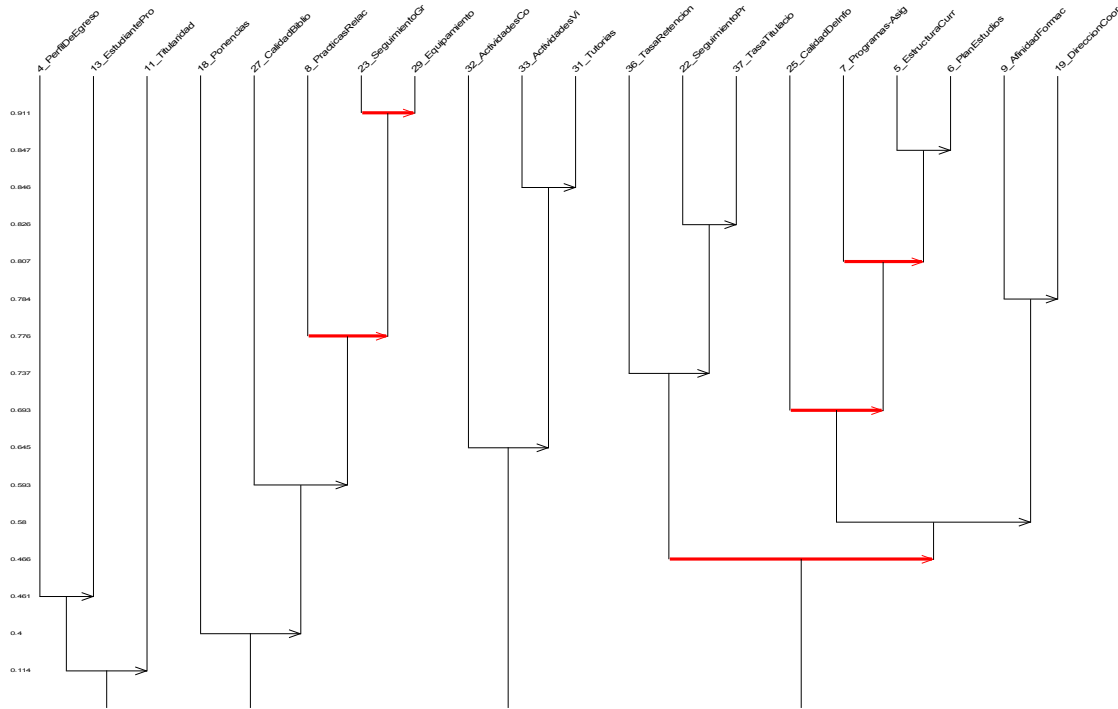 4_PerfilDeEgreso
13_EstudiantePro
11_Titularidad
18_Ponencias
27_CalidadBiblio
8_PracticasRelac
23_SeguimientoGr
29_Equipamiento
32_ActividadesCo
33_ActividadesVi
31_Tutorias
36_TasaRetencion
22_SeguimientoPr
37_TasaTitulacio
25_CalidadDeInfo
7_Programas-Asig
5_EstructuraCurr
6_PlanEstudios
9_AfinidadFormac
19_DireccionCoor
0.911
0.847
0.846
0.826
0.807
0.784
0.776
0.737
0.693
0.645
0.593
0.58
0.466
0.461
0.4
0.114